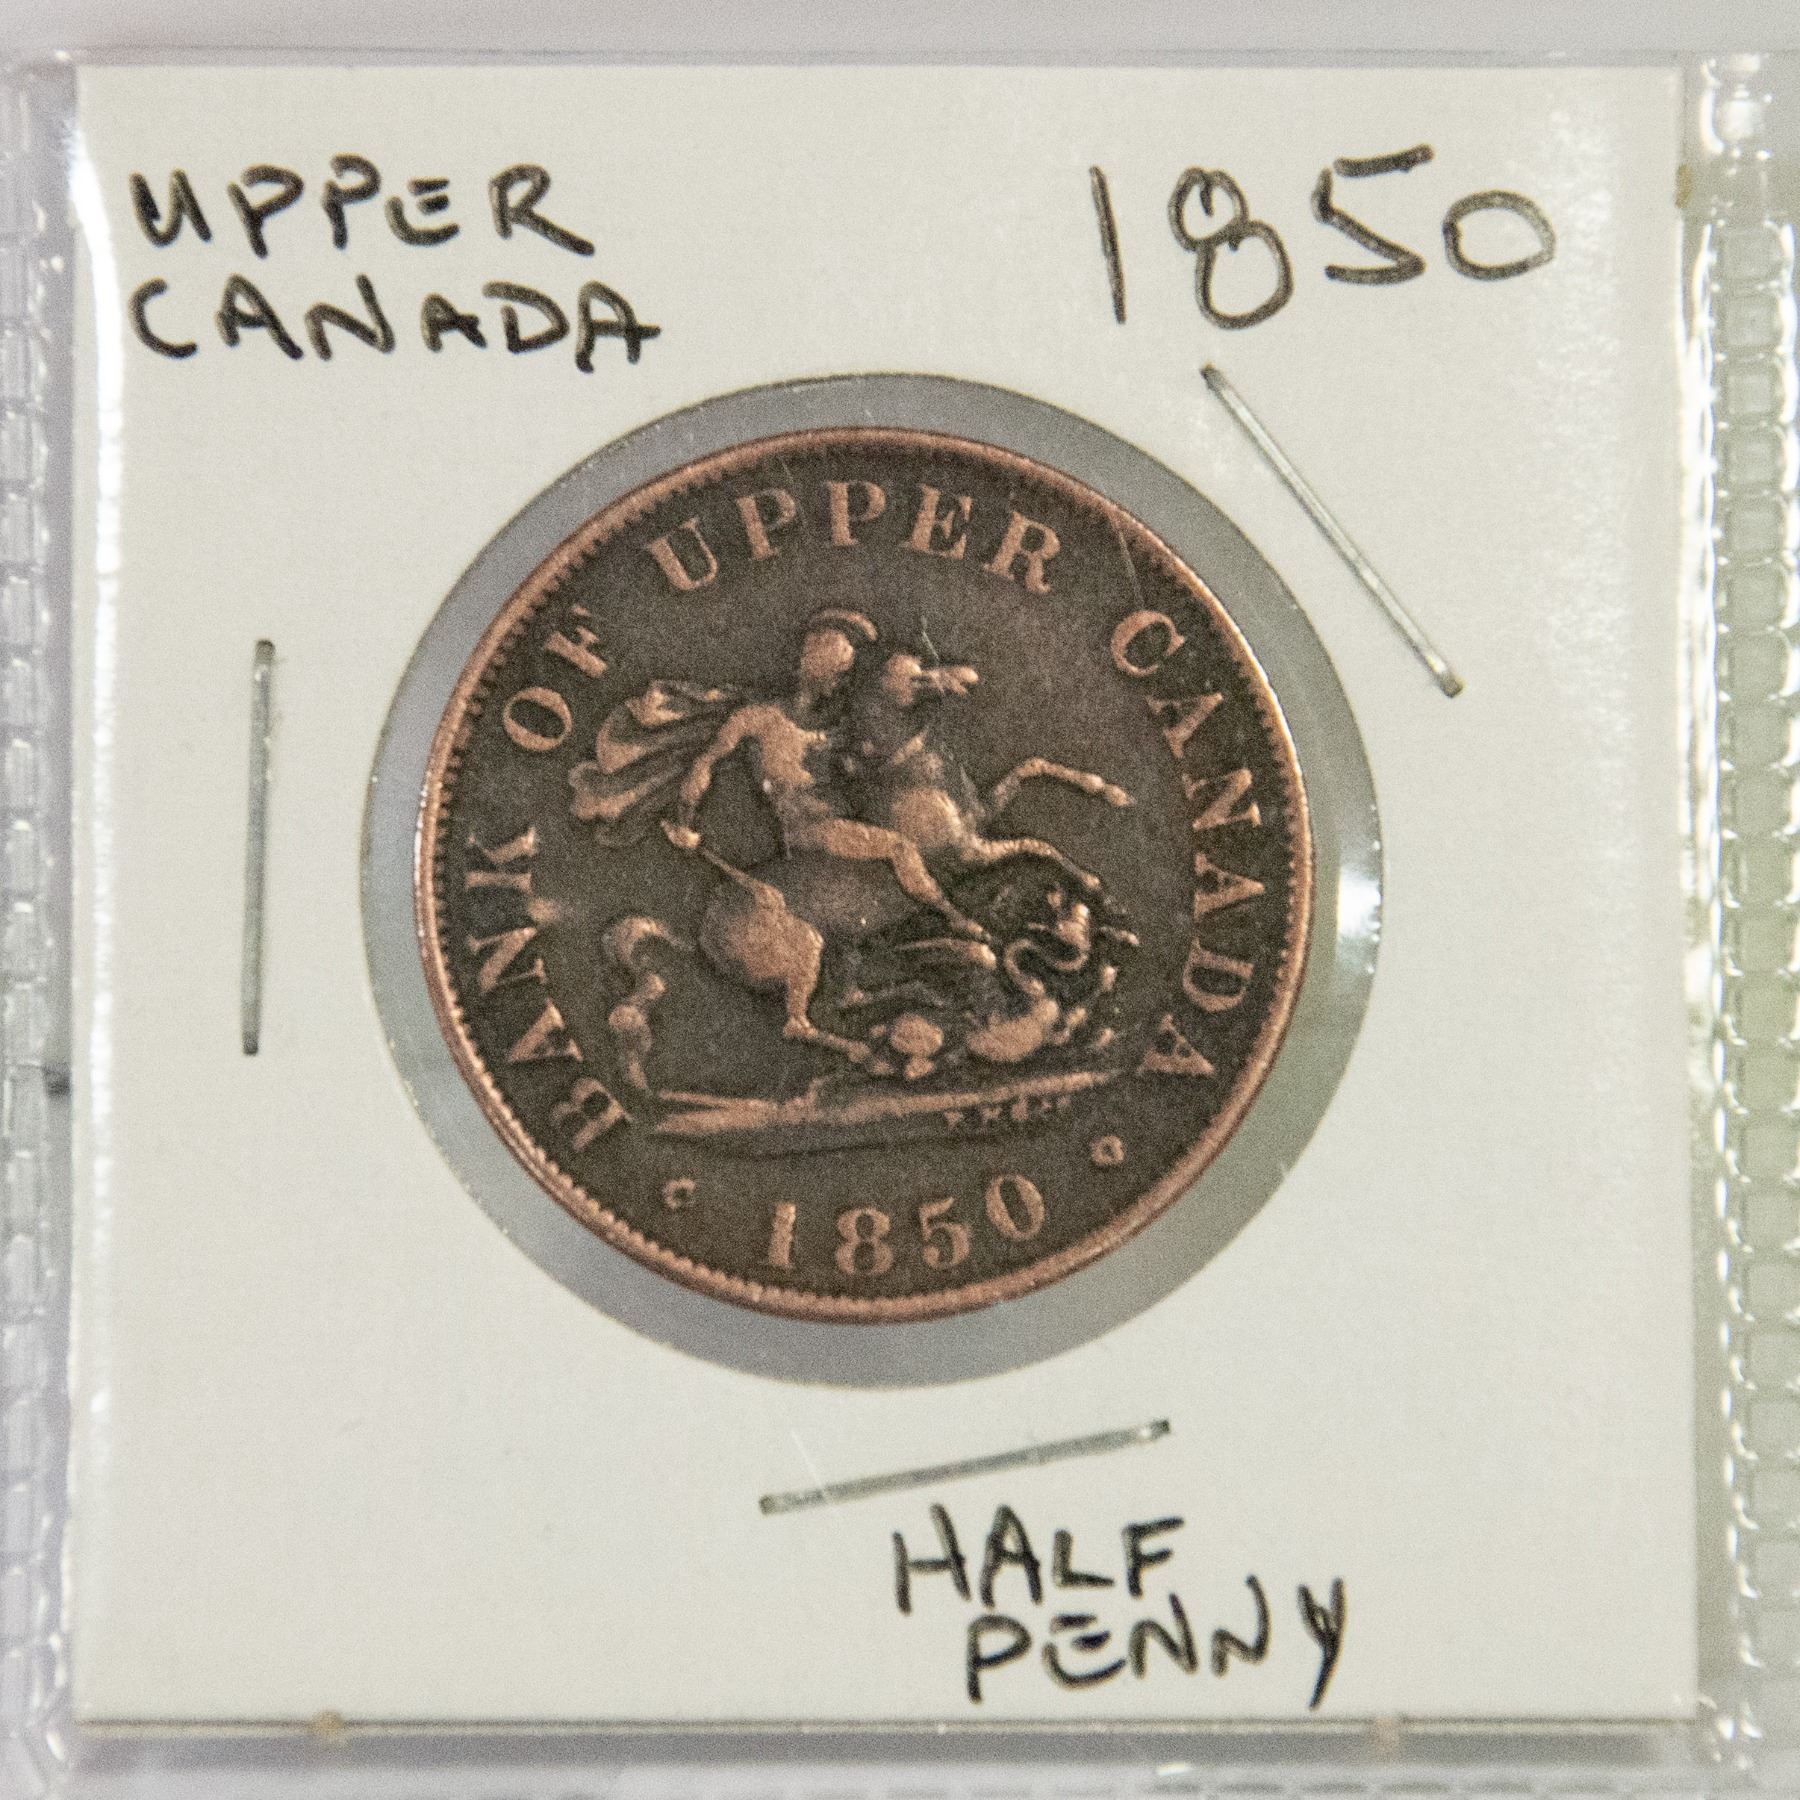 UPPER
CANADA
1850
BANK OF UPPER CANADA
1850
HALF
PENNY